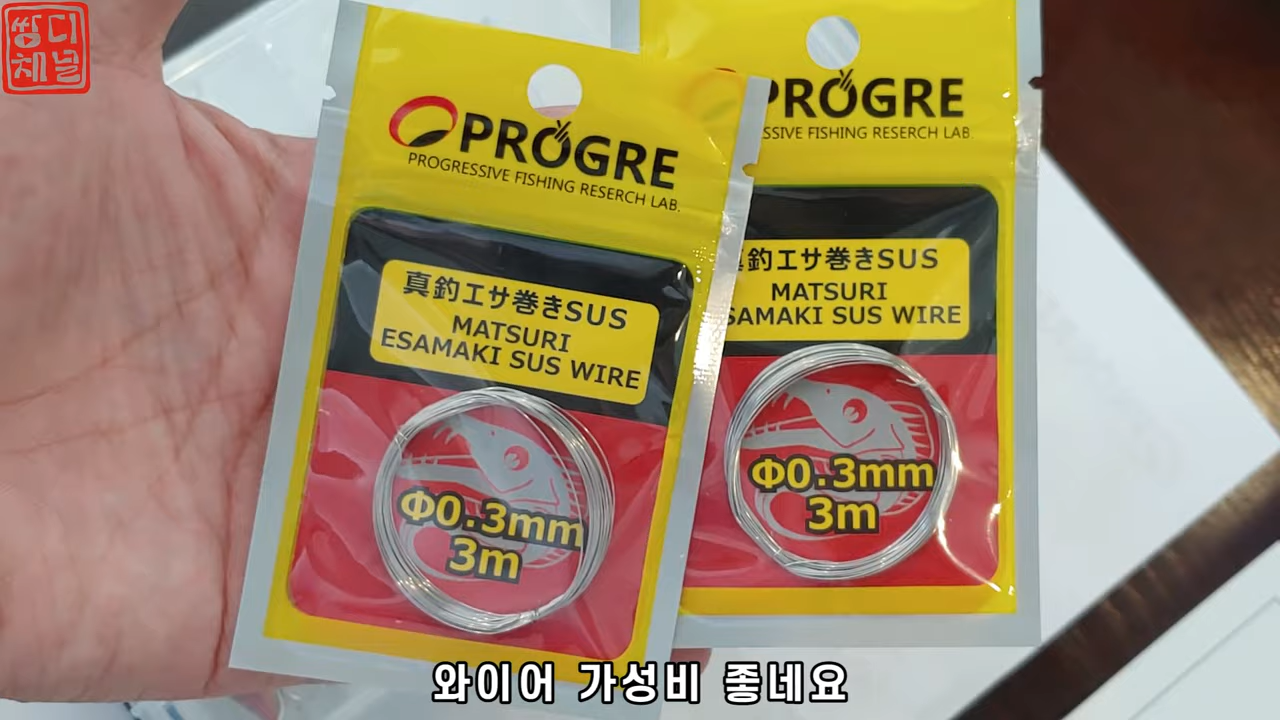 씽디
채널
PROGRE
PROGRESSIVE FISHING RESERCH LAB.
真釣エサ巻きSUS
MATSURI
ESAMAKI SUS WIRE
Φ0.3mm
3m
PROGRE
SSIVE FISHING RESERCH LAB.
釣エサ巻きSUS
MATSURI
SAMAKI SUS WIRE
Φ0.3mm
3m
와이어 가성비 좋네요